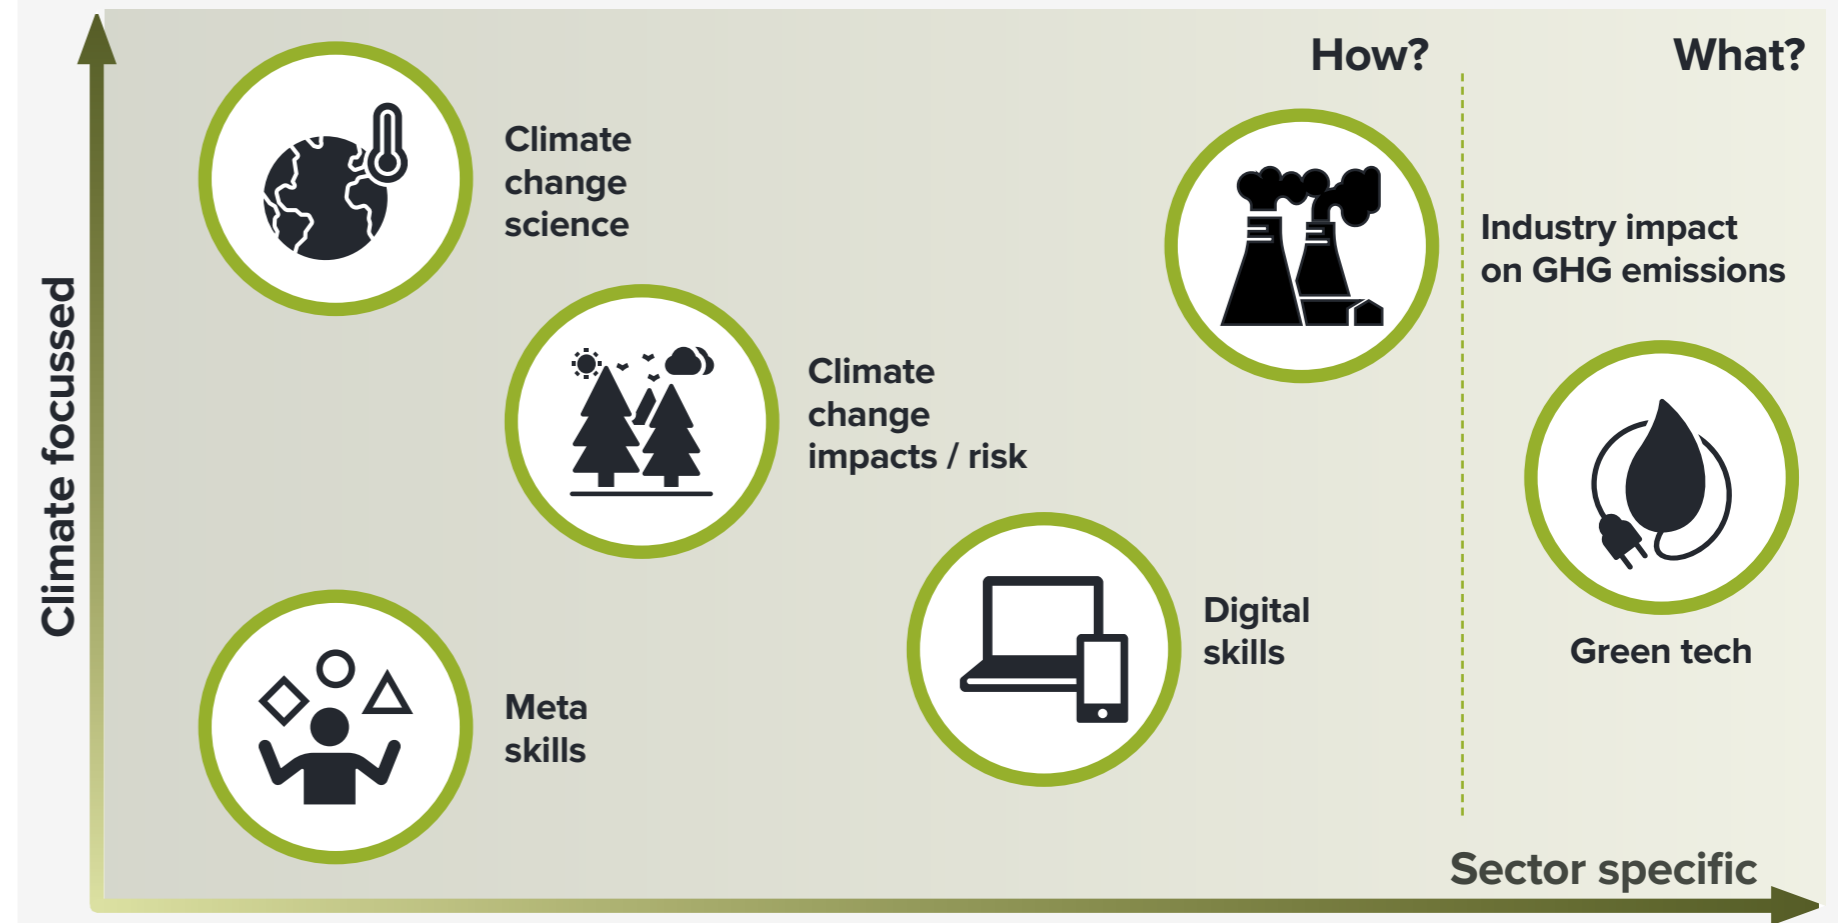 How?
What?
Climate
change
science
Industry impact
on GHG emissions
Climate focussed
Climate
change
impacts / risk
Digital
skills
Green tech
Meta
skills
Sector specific